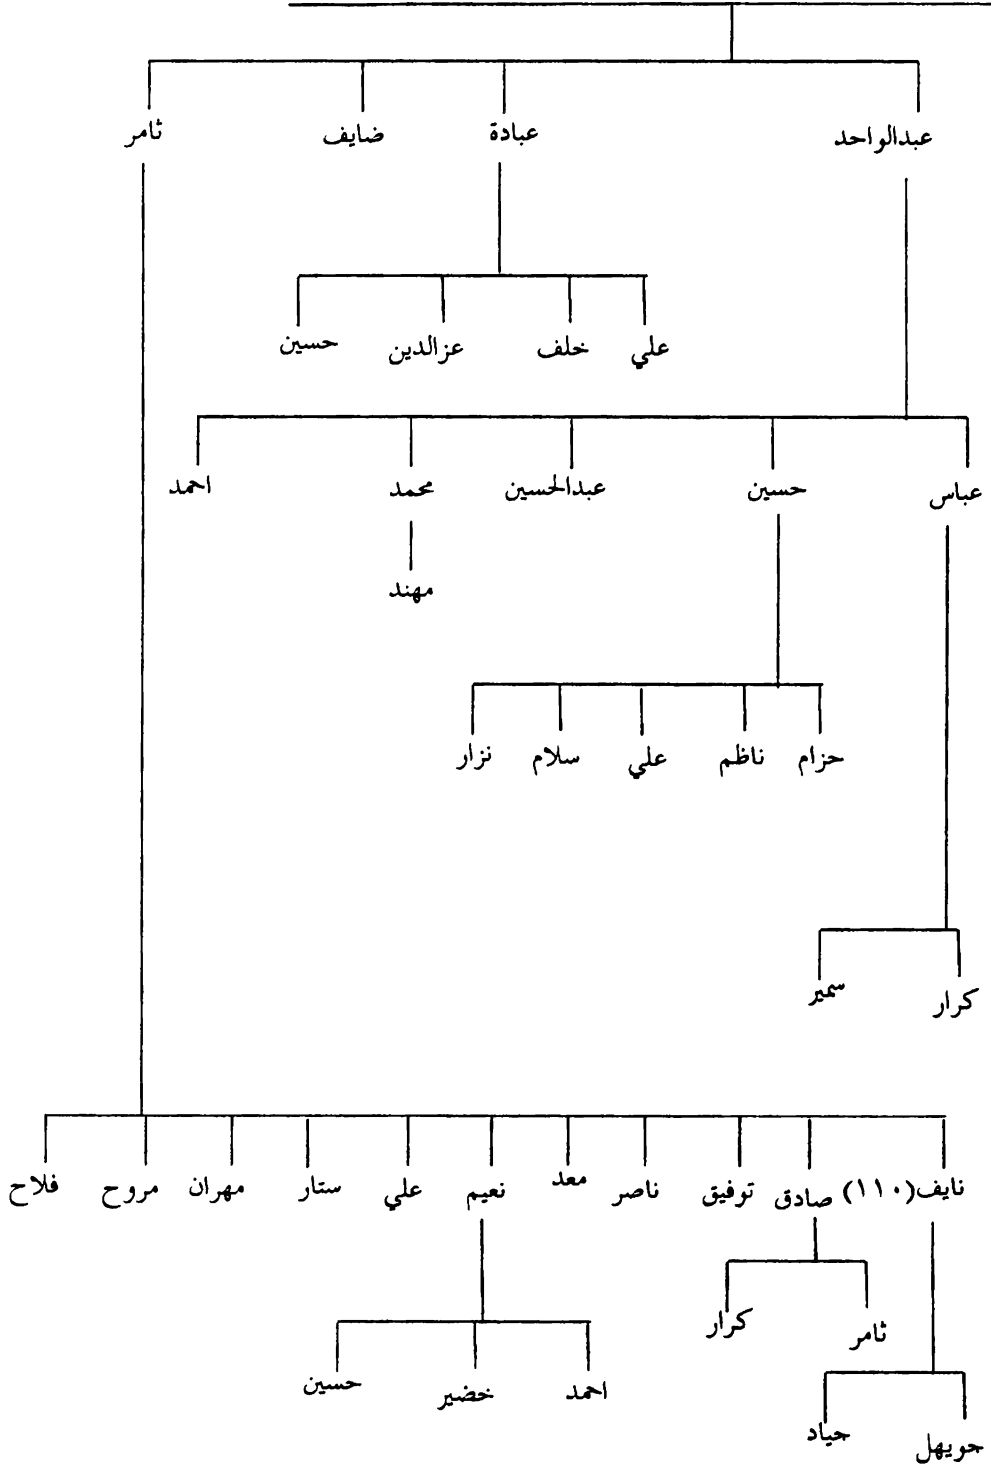 عبدالواحد عبادة ضايف ثامر
علي خلف عزالدين حسين
عباس حسين عبدالحسين محمد احمد
مهند
حزام ناظم علي سلام نزار
كرار سمير
نايف (١١٠) صادق توفيق ناصر معد نعيم علي ستار مهران مروح فلاح
ثامر كرار
احمد خضير حسين
حويهل حياد